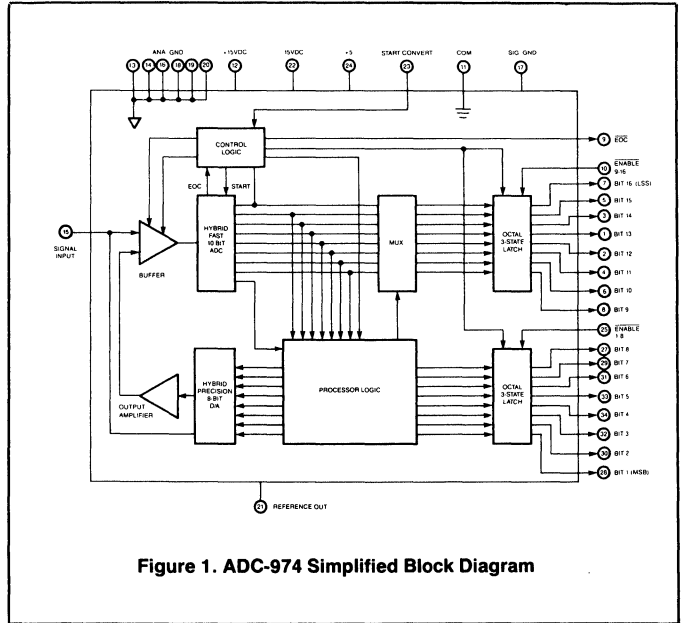 ANA GND +15VDC 15VDC +5 START CONVERT COM SIG GND
13 14 16 18 19 20 12 22 24 23 11 17
CONTROL LOGIC
9 EOC
10 ENABLE 9-16
EOC START
7 BIT 16 (LSS)
5 BIT 15
3 BIT 14
15
SIGNAL INPUT
BUFFER
HYBRID FAST 10 BIT ADC
MUX
OCTAL 3-STATE LATCH
1 BIT 13
2 BIT 12
4 BIT 11
6 BIT 10
8 BIT 9
25 ENABLE 1 8
27 BIT 8
29 BIT 7
31 BIT 6
OUTPUT AMPLIFIER
HYBRID PRECISION 8-BIT D/A
PROCESSOR LOGIC
OCTAL 3-STATE LATCH
33 BIT 5
34 BIT 4
32 BIT 3
30 BIT 2
28 BIT 1 (MSB)
21 REFERENCE OUT
Figure 1. ADC-974 Simplified Block Diagram